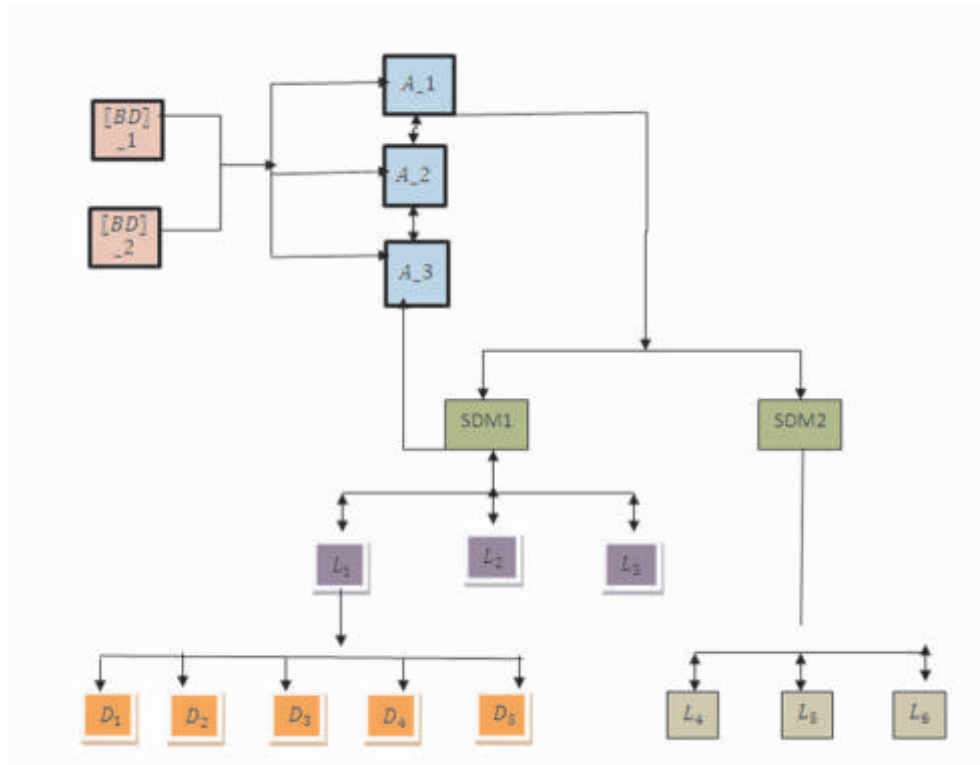 A_1
[BD]
_1
A_2
[BD]
_2
A_3
SDM1
SDM2
L₁
L₂
L₃
D₁
D₂
D₃
D₄
D₅
L₄
L₅
L₆